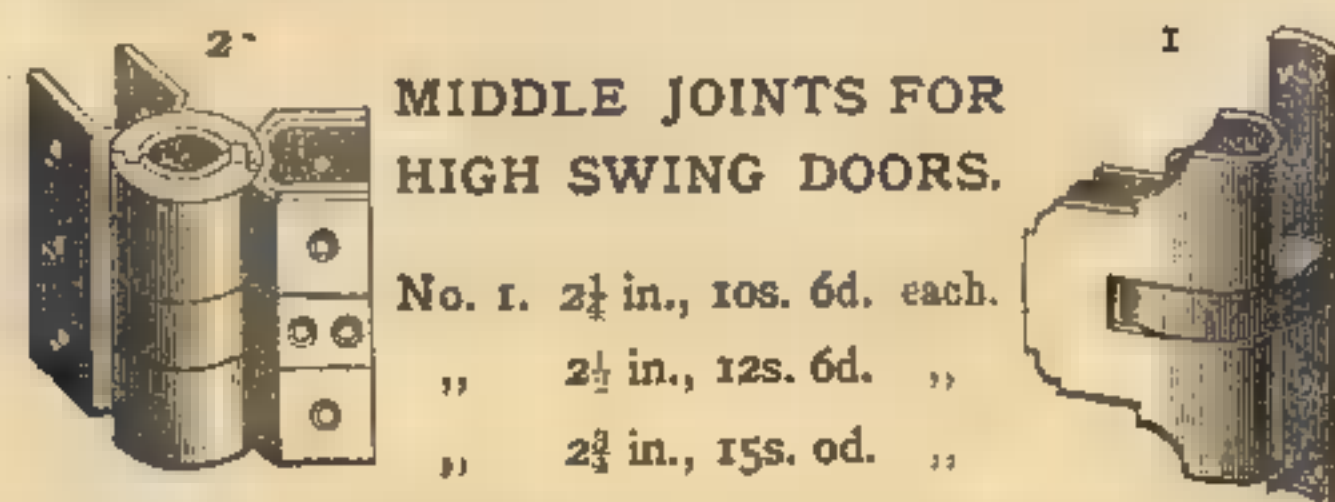 2
1
MIDDLE JOINTS FOR
HIGH SWING DOORS.
No. 1. 2¼ in., 10s. 6d. each.
„ 2½ in., 12s. 6d. „
„ 2¾ in., 15s. 0d. „